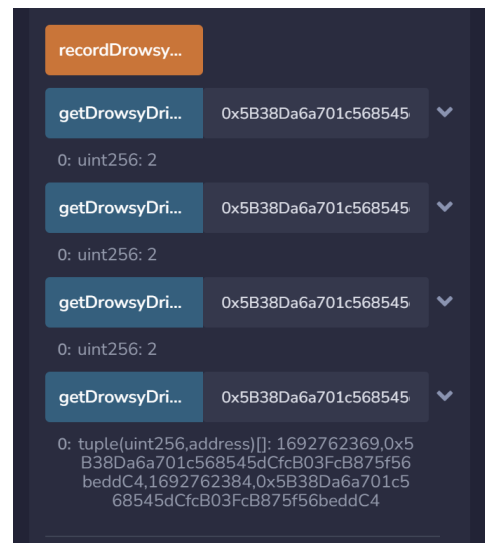 recordDrowsy...
getDrowsyDri... 0x5B38Da6a701c568545
0: uint256: 2
getDrowsyDri... 0x5B38Da6a701c568545
0: uint256: 2
getDrowsyDri... 0x5B38Da6a701c568545
0: uint256: 2
getDrowsyDri... 0x5B38Da6a701c568545
0: tuple(uint256,address)[]: 1692762369,0x5
B38Da6a701c568545dCfcB03FcB875f56
beddC4,1692762384,0x5B38Da6a701c5
68545dCfcB03FcB875f56beddC4